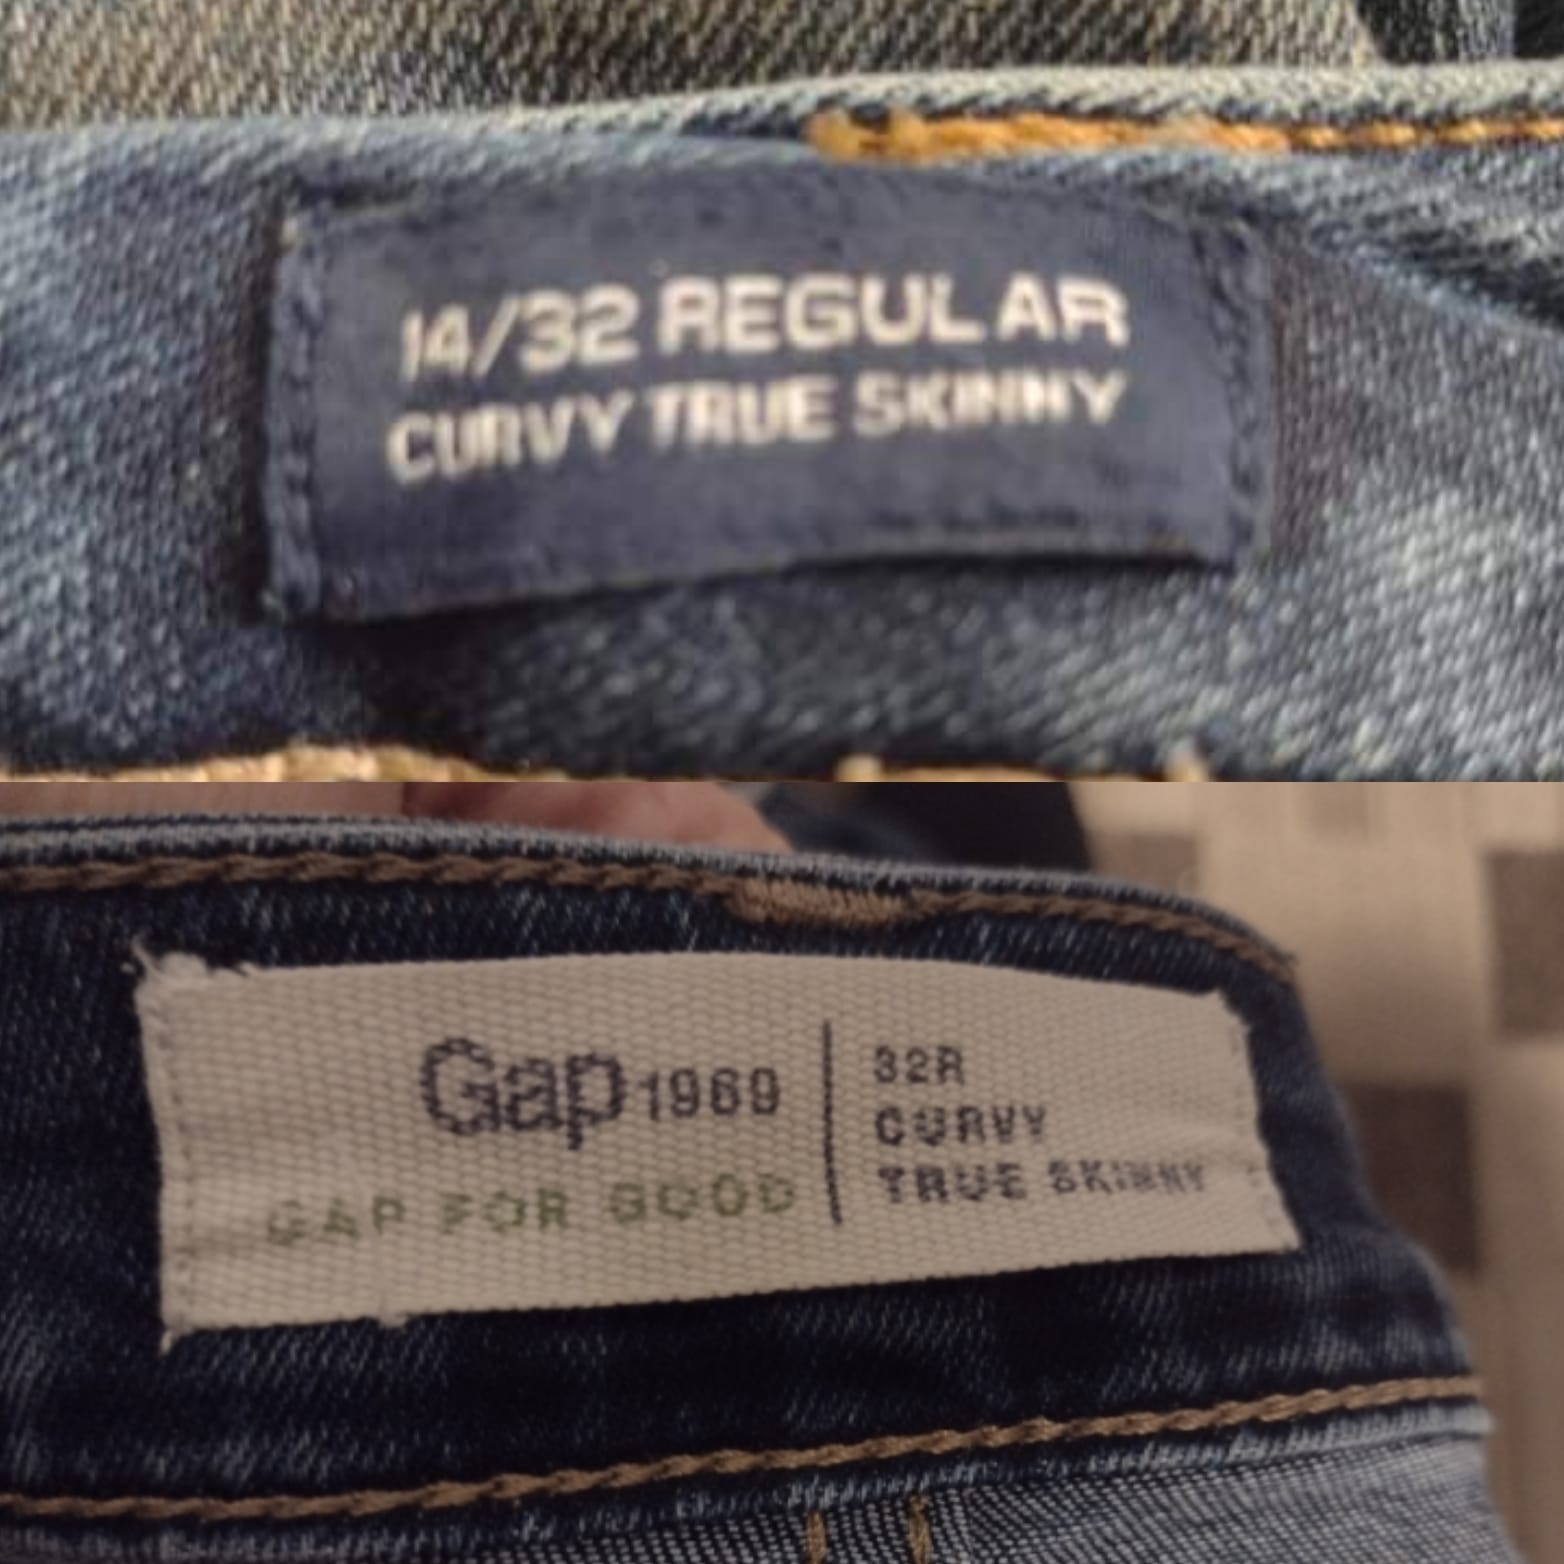 14/32 REGULAR
CURVY TRUE SKINNY
Gap 1969
GAP FOR GOOD
32R
CURVY
TRUE SKINNY